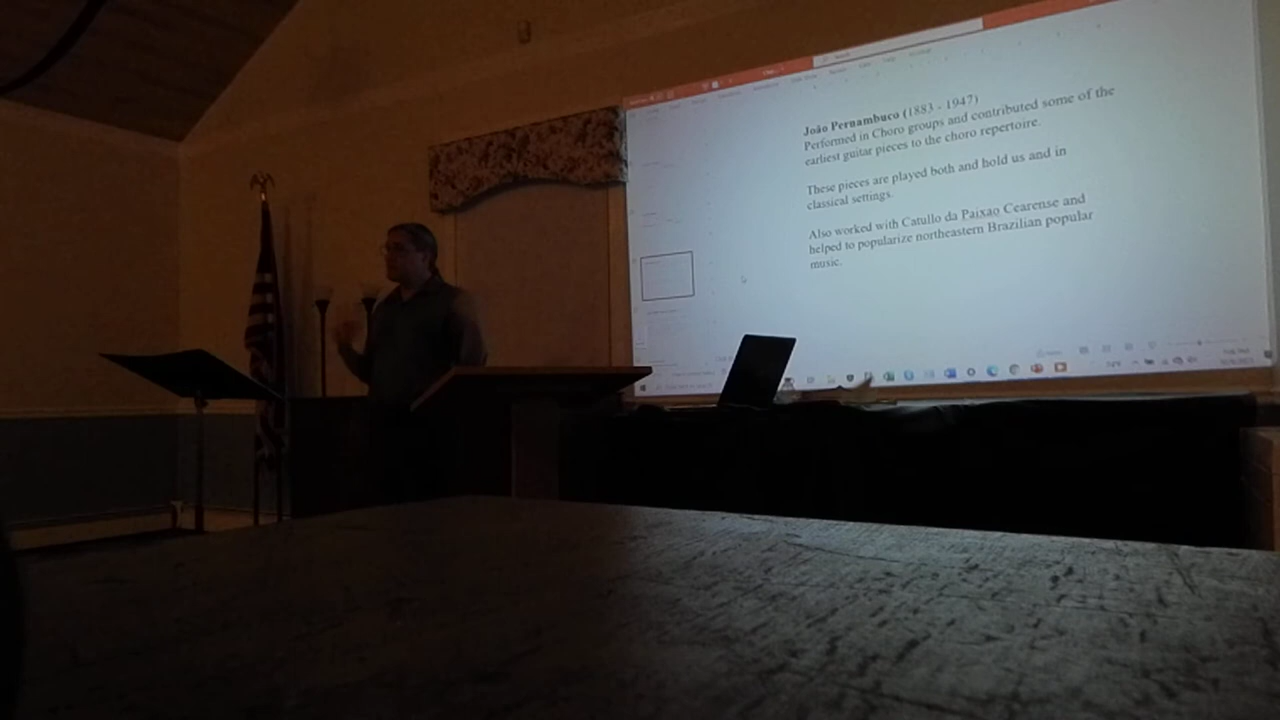 João Pernambuco (1883 - 1947)
Performed in Choro groups and contributed some of the
earliest guitar pieces to the choro repertoire.
These pieces are played both and hold us and in
classical settings.
Also worked with Catullo da Paixao Cearense and
helped to popularize northeastern Brazilian popular
music.